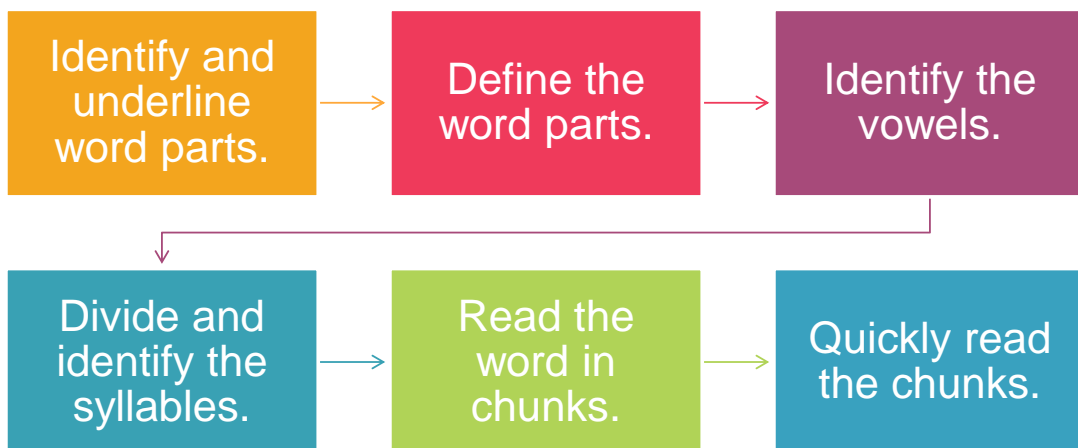 Identify and
underline
word parts.
Define the
word parts.
Identify the
vowels.
Divide and
identify the
syllables.
Read the
word in
chunks.
Quickly read
the chunks.